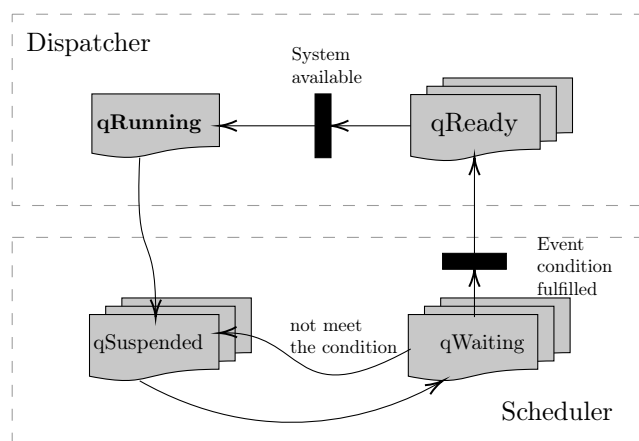 Dispatcher
System
available
qRunning
qReady
Event
condition
fulfilled
qSuspended
not meet
the condition
qWaiting
Scheduler